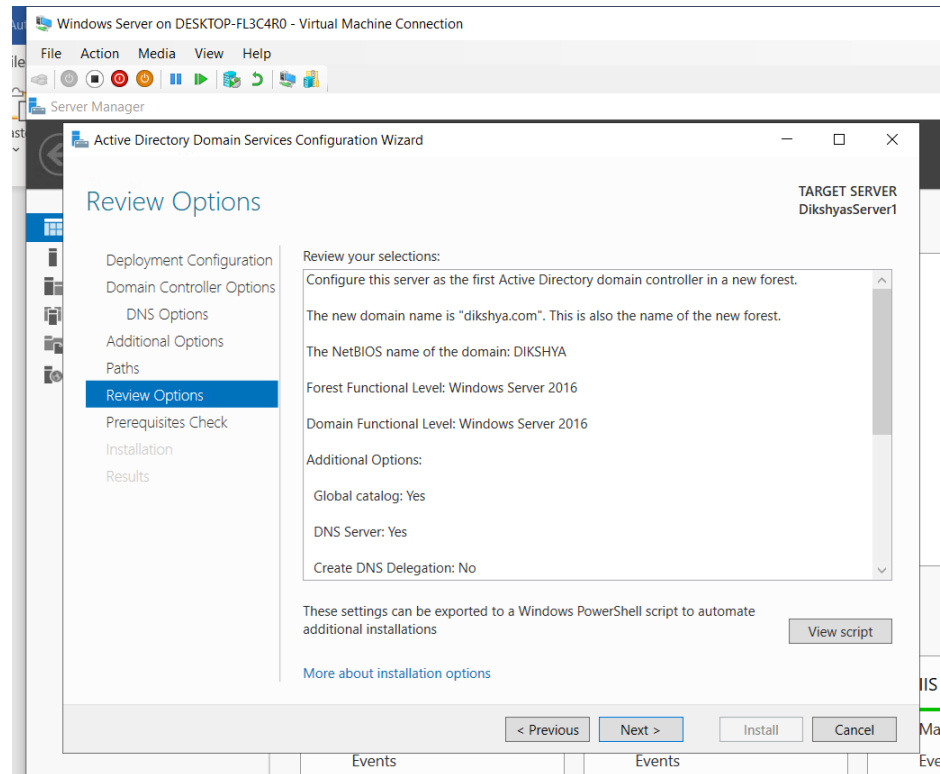 Windows Server on DESKTOP-FL3C4R0 - Virtual Machine Connection
File Action Media View Help
Server Manager
Active Directory Domain Services Configuration Wizard
Review Options
TARGET SERVER
DikshyasServer1
Deployment Configuration
Domain Controller Options
DNS Options
Additional Options
Paths
Review Options
Prerequisites Check
Installation
Results
Review your selections:
Configure this server as the first Active Directory domain controller in a new forest.
The new domain name is "dikshya.com". This is also the name of the new forest.
The NetBIOS name of the domain: DIKSHYA
Forest Functional Level: Windows Server 2016
Domain Functional Level: Windows Server 2016
Additional Options:
Global catalog: Yes
DNS Server: Yes
Create DNS Delegation: No
These settings can be exported to a Windows PowerShell script to automate
additional installations
View script
More about installation options
< Previous
Next >
Install
Cancel
IIS
Events
Events